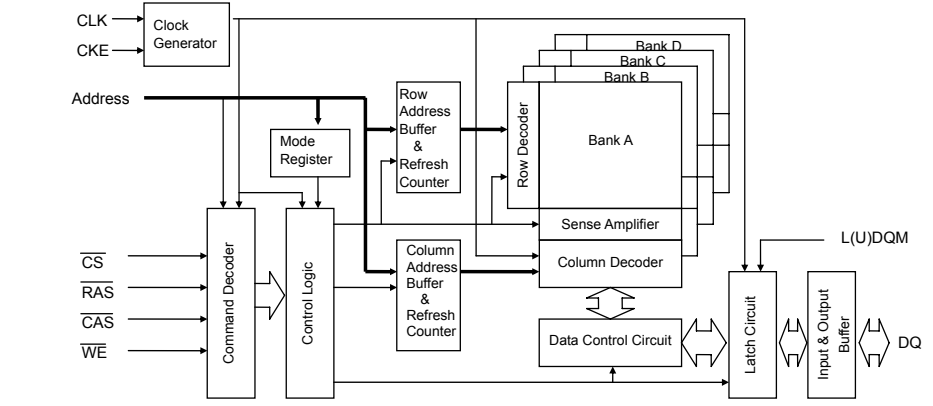 CLK
CKE
Clock
Generator
Address
Mode
Register
Row
Address
Buffer
&
Refresh
Counter
Row Decoder
Bank D
Bank C
Bank B
Bank A
Sense Amplifier
Column Decoder
Column
Address
Buffer
&
Refresh
Counter
CS
RAS
CAS
WE
Command Decoder
Control Logic
Data Control Circuit
L(U)DQM
Latch Circuit
Input & Output
Buffer
DQ